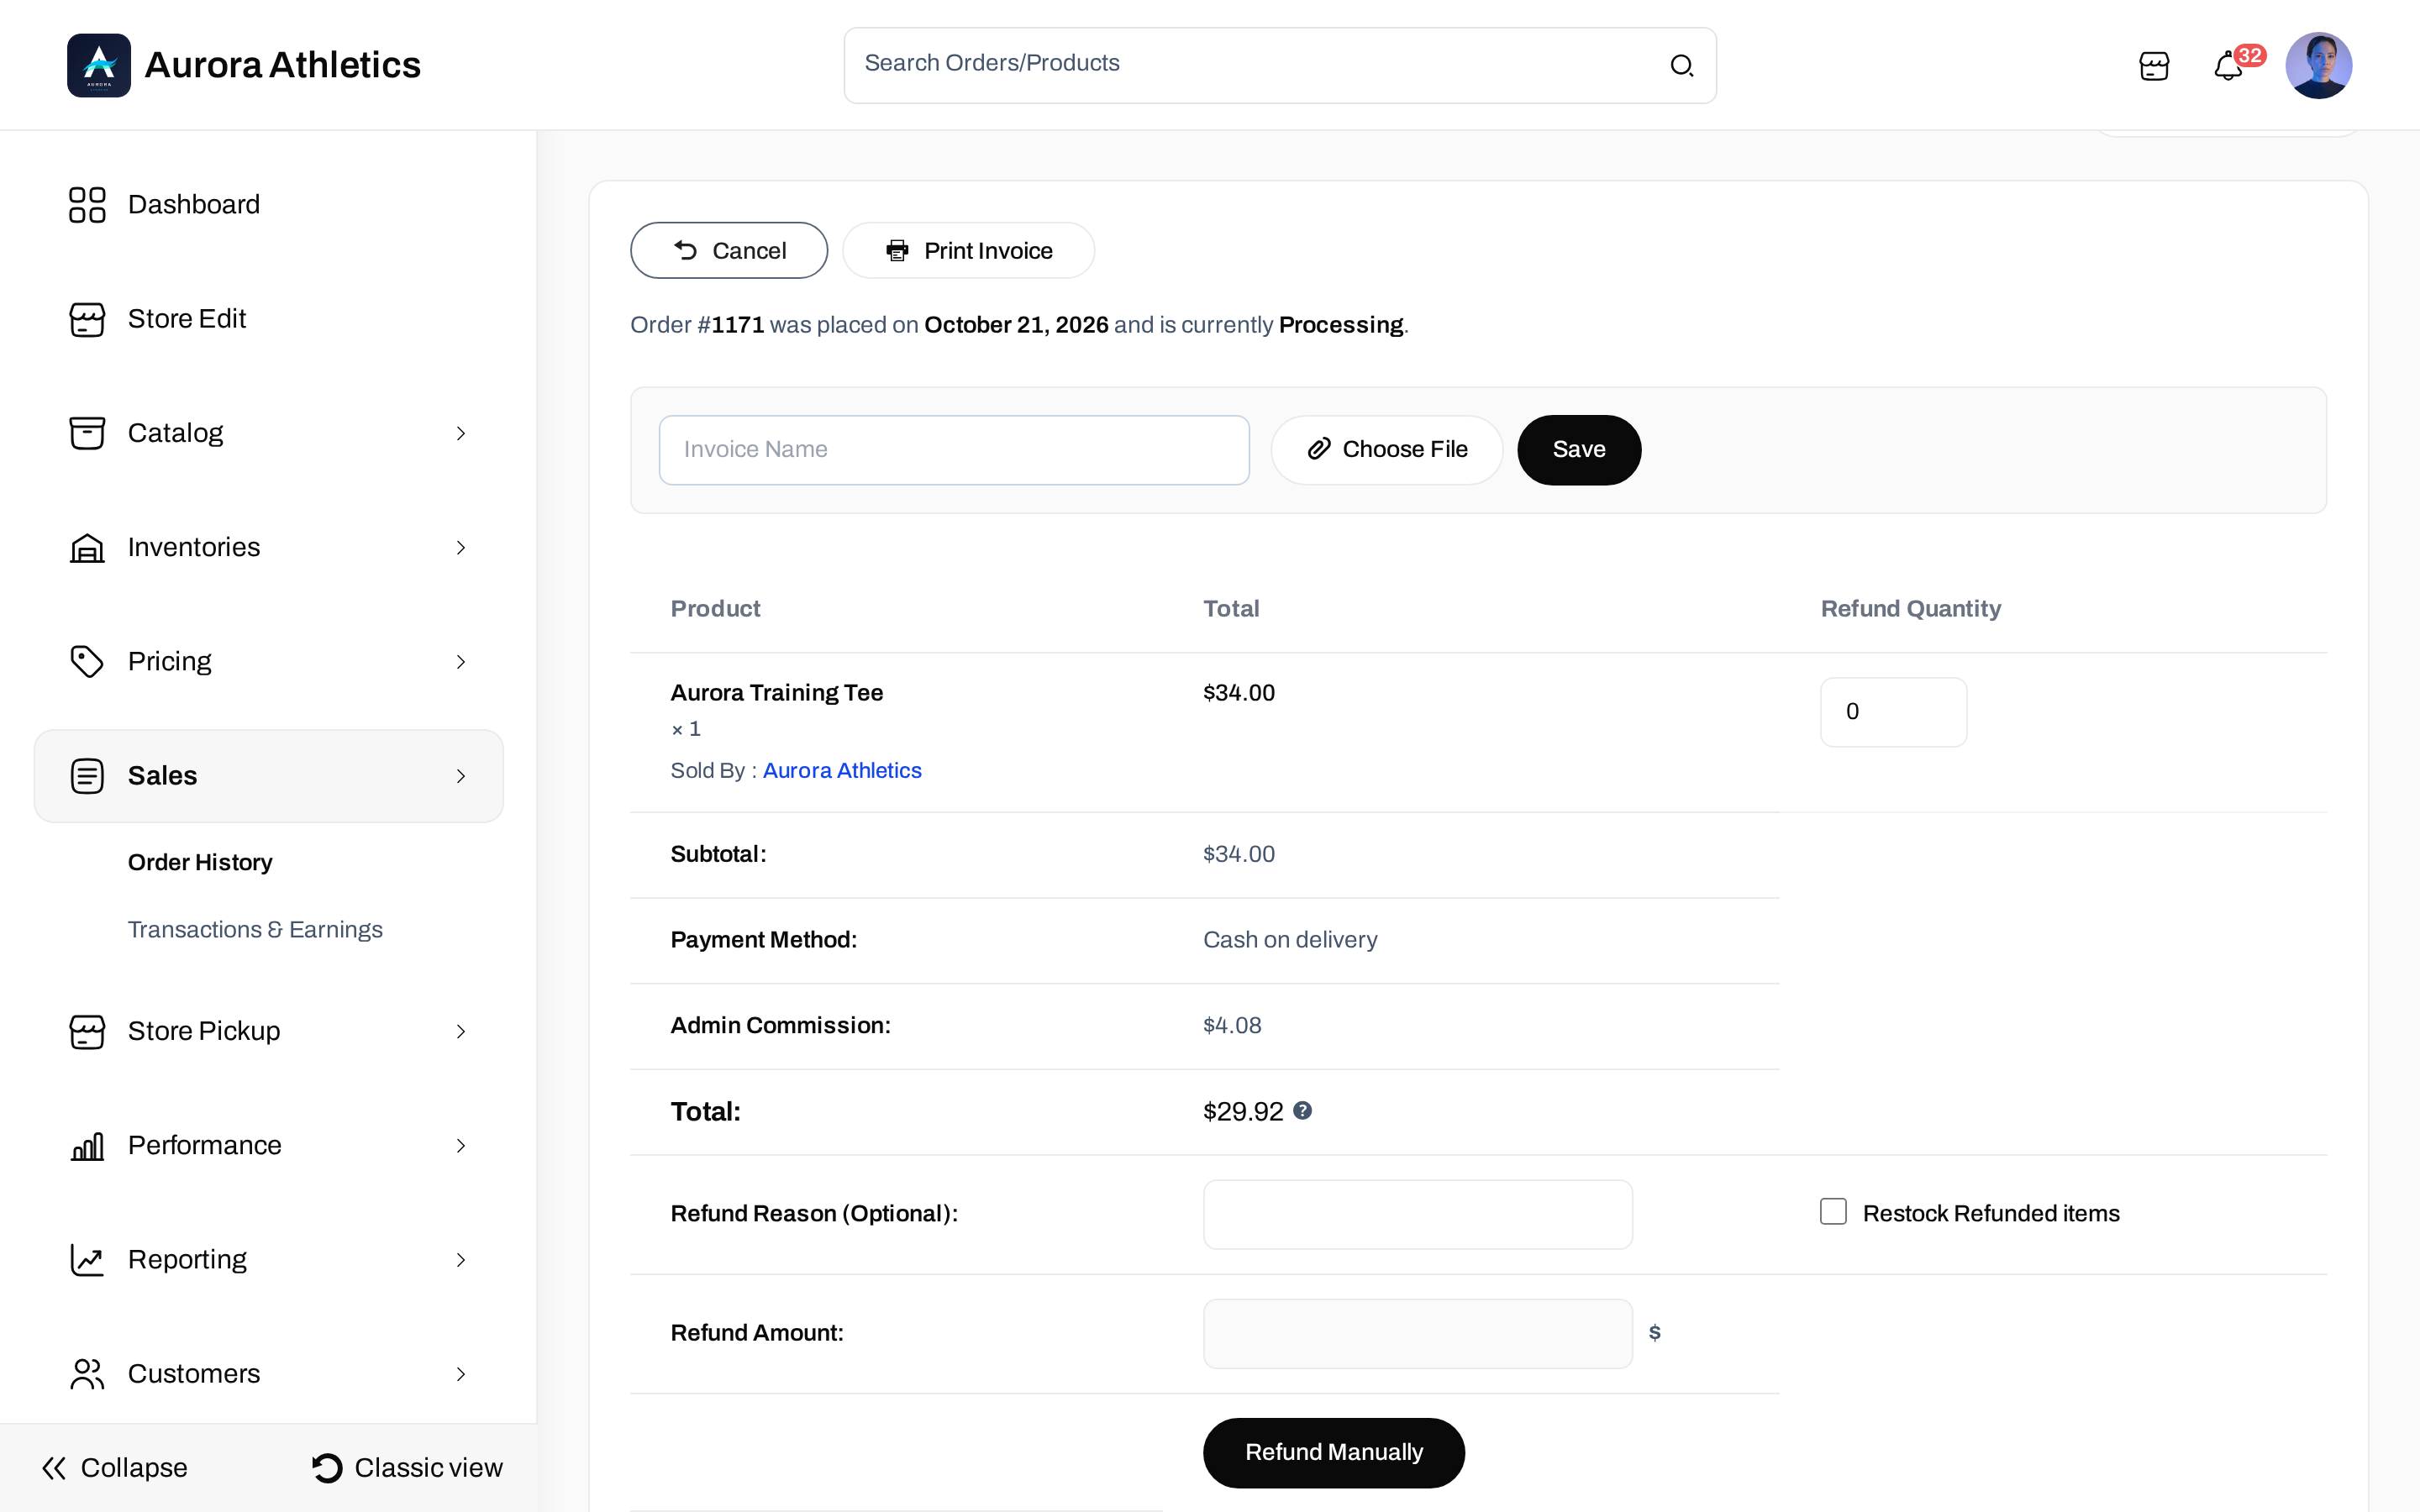 AURORA
Aurora Athletics
Search Orders/Products
32
Dashboard
Store Edit
Catalog
Inventories
Pricing
Sales
Order History
Transactions & Earnings
Store Pickup
Performance
Reporting
Customers
Collapse
Classic view
Cancel
Print Invoice
Order #1171 was placed on October 21, 2026 and is currently Processing.
Invoice Name
Choose File
Save
Product
Total
Refund Quantity
Aurora Training Tee
$34.00
0
× 1
Sold By : Aurora Athletics
Subtotal:
$34.00
Payment Method:
Cash on delivery
Admin Commission:
$4.08
Total:
$29.92
Refund Reason (Optional):
Restock Refunded items
Refund Amount:
$
Refund Manually